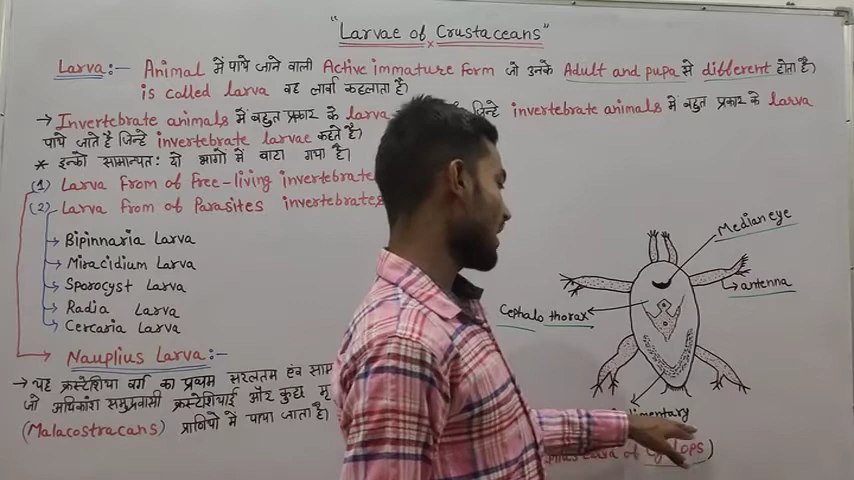 "Larvae of Crustaceans"
Larva:- Animal में पाये जाने वाली Active immature form जो उनके Adult and pupa से different होता है।
is called larva वह लार्वा कहलाता है।
→ Invertebrate animals में बहुत प्रकार के larva जिन्हे invertebrate animals में बहुत प्रकार के larva
पाये जाते है जिन्हे invertebrate larvae कहते है।
* इनको सामान्यतः दो भागों में बाटा गया है।
(1) Larva From of Free-living invertebrate
(2) Larva From of Parasites invertebrates
Bipinnaria Larva
Miracidium Larva
Sporocyst Larva
Radia Larva
Cercaria Larva
Nauplius Larva:-
→ यह क्रस्टेशिया वर्ग का प्रथम सरलतम एंव
जो अधिकांश समुद्रवासी क्रस्टेशियाई और कुछ
(Malacostracans) प्राणियो में पाया जाता है।
Median eye
antenna
Cephalo thorax
of Cyclops)